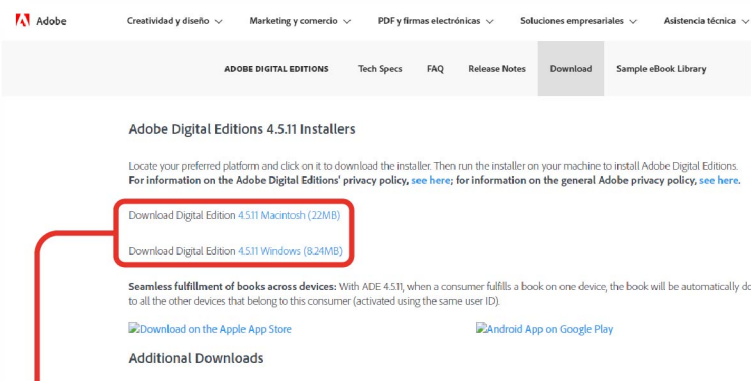 Adobe Creatividad y diseño Marketing y comercio PDF y firmas electrónicas Soluciones empresariales Asistencia técnica
ADOBE DIGITAL EDITIONS Tech Specs FAQ Release Notes Download Sample eBook Library
Adobe Digital Editions 4.5.11 Installers
Locate your preferred platform and click on it to download the installer. Then run the installer on your machine to install Adobe Digital Editions.
For information on the Adobe Digital Editions' privacy policy, see here; for information on the general Adobe privacy policy, see here.
Download Digital Edition 4.5.11 Macintosh (22MB)
Download Digital Edition 4.5.11 Windows (8.24MB)
Seamless fulfillment of books across devices: With ADE 4.5.11, when a consumer fulfills a book on one device, the book will be automatically do
to all the other devices that belong to this consumer (activated using the same user ID).
Download on the Apple App Store Android App on Google Play
Additional Downloads